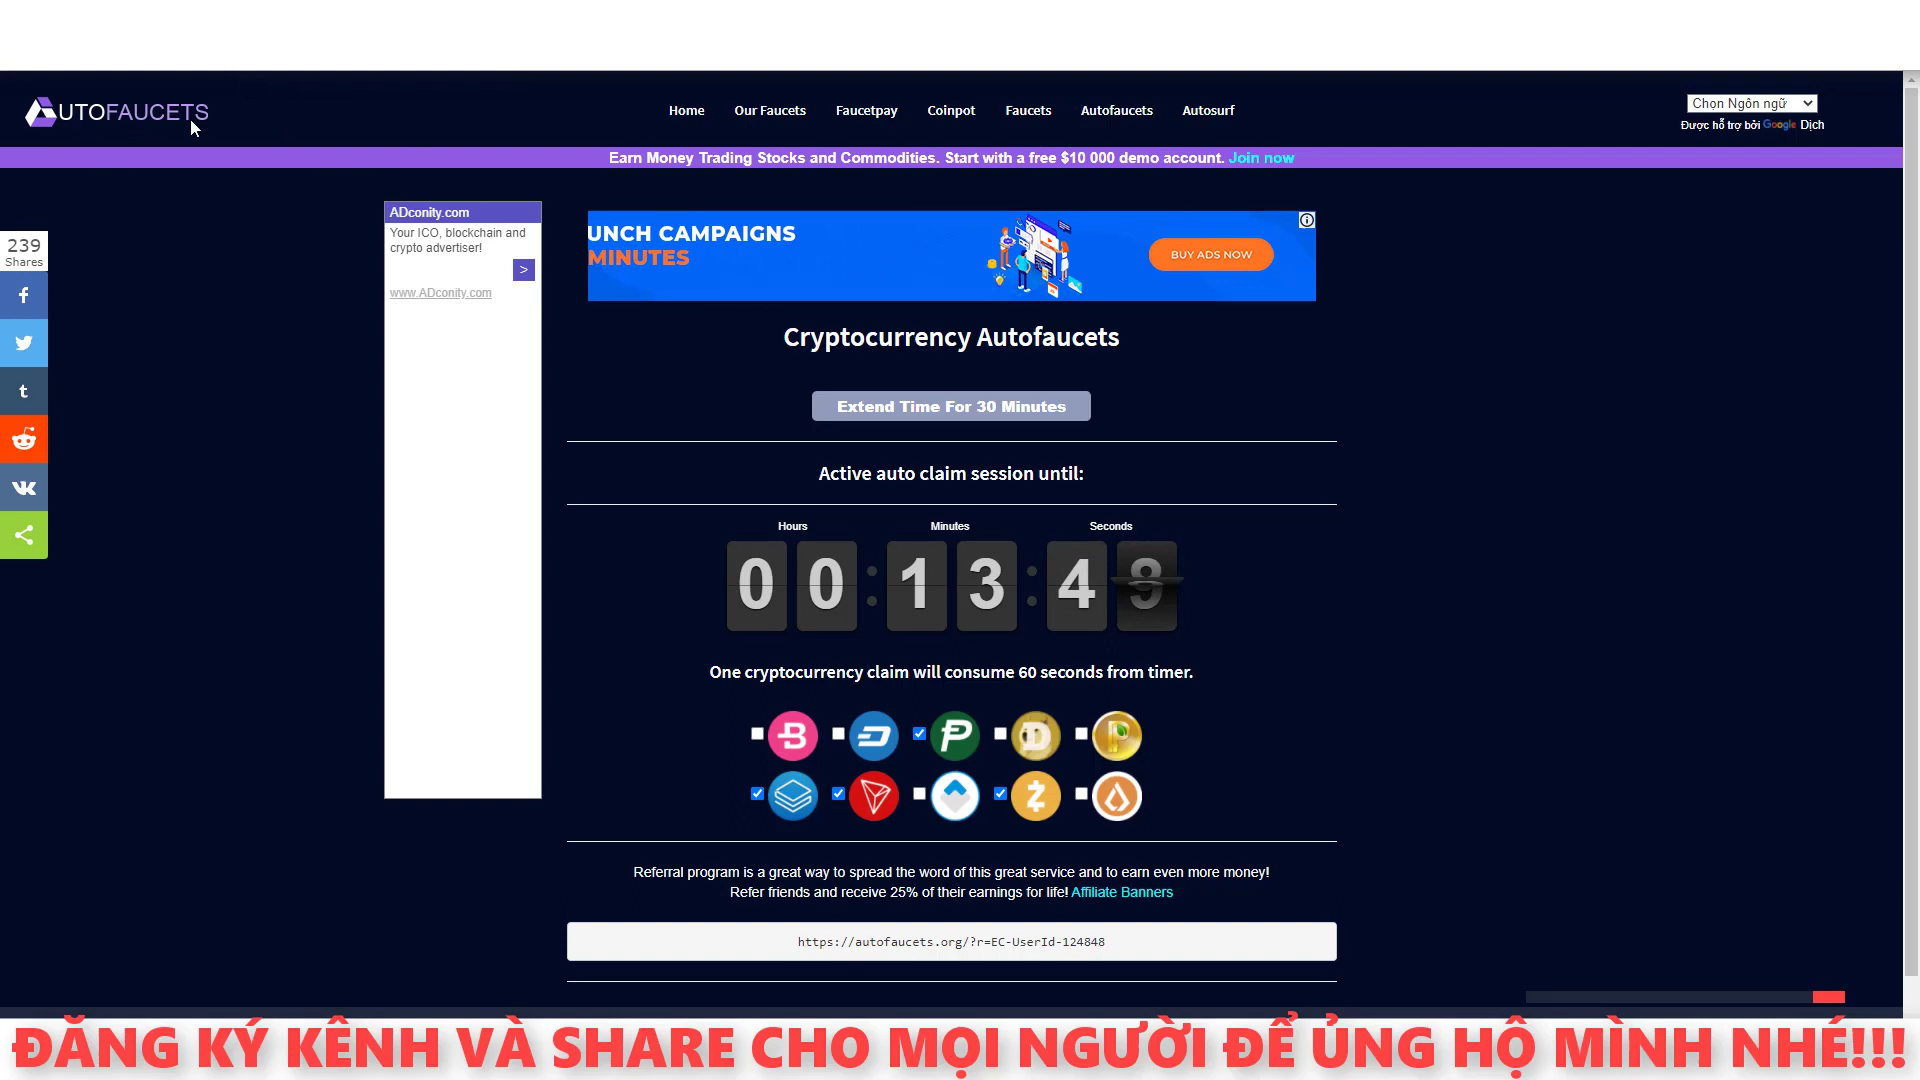 AUTOFAUCETS
Home
Our Faucets
Faucetpay
Coinpot
Faucets
Autofaucets
Autosurf
Chọn Ngôn ngữ
Được hỗ trợ bởi Google Dịch
Earn Money Trading Stocks and Commodities. Start with a free $10 000 demo account. Join now
239
Shares
ADconity.com
Your ICO, blockchain and
crypto advertiser!
>
www.ADconity.com
UNCH CAMPAIGNS
MINUTES
BUY ADS NOW
Cryptocurrency Autofaucets
Extend Time For 30 Minutes
Active auto claim session until:
Hours
Minutes
Seconds
00:13:4
One cryptocurrency claim will consume 60 seconds from timer.
Referral program is a great way to spread the word of this great service and to earn even more money!
Refer friends and receive 25% of their earnings for life! Affiliate Banners
https://autofaucets.org/?r=EC-UserId-124848
ĐĂNG KÝ KÊNH VÀ SHARE CHO MỌI NGƯỜI ĐỂ ỦNG HỘ MÌNH NHÉ!!!